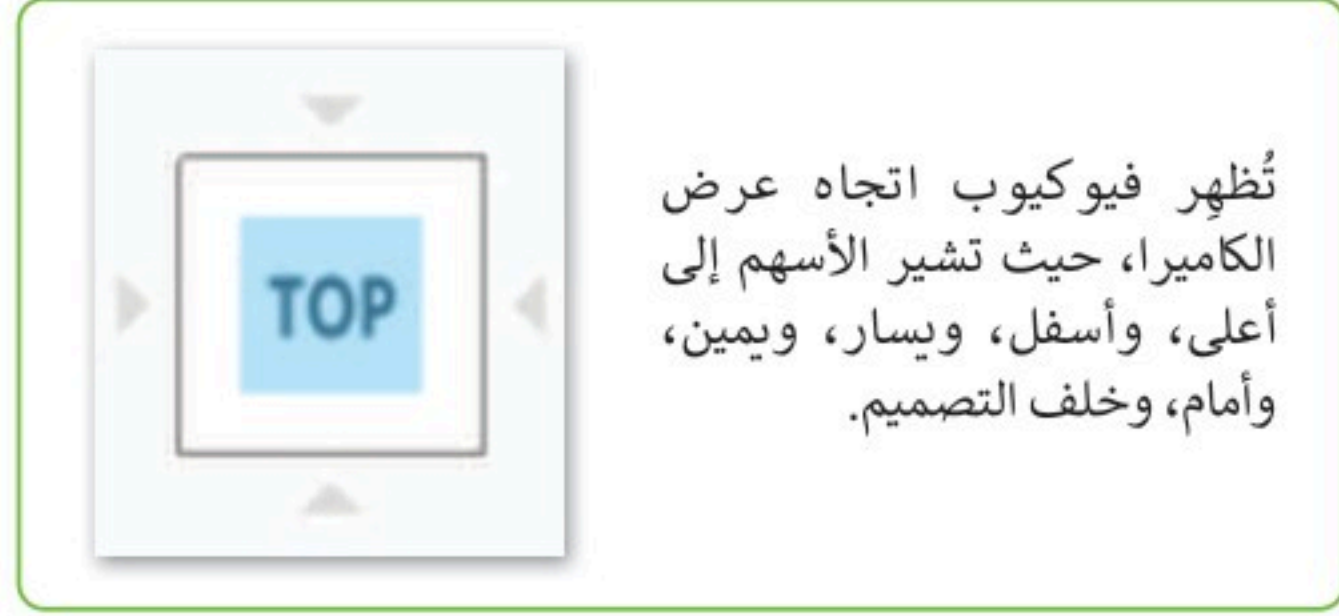 تُظهِر فيوكيوب اتجاه عرض
الكاميرا، حيث تشير الأسهم إلى
أعلى، وأسفل، ويسار، ويمين،
وأمام، وخلف التصميم.
TOP